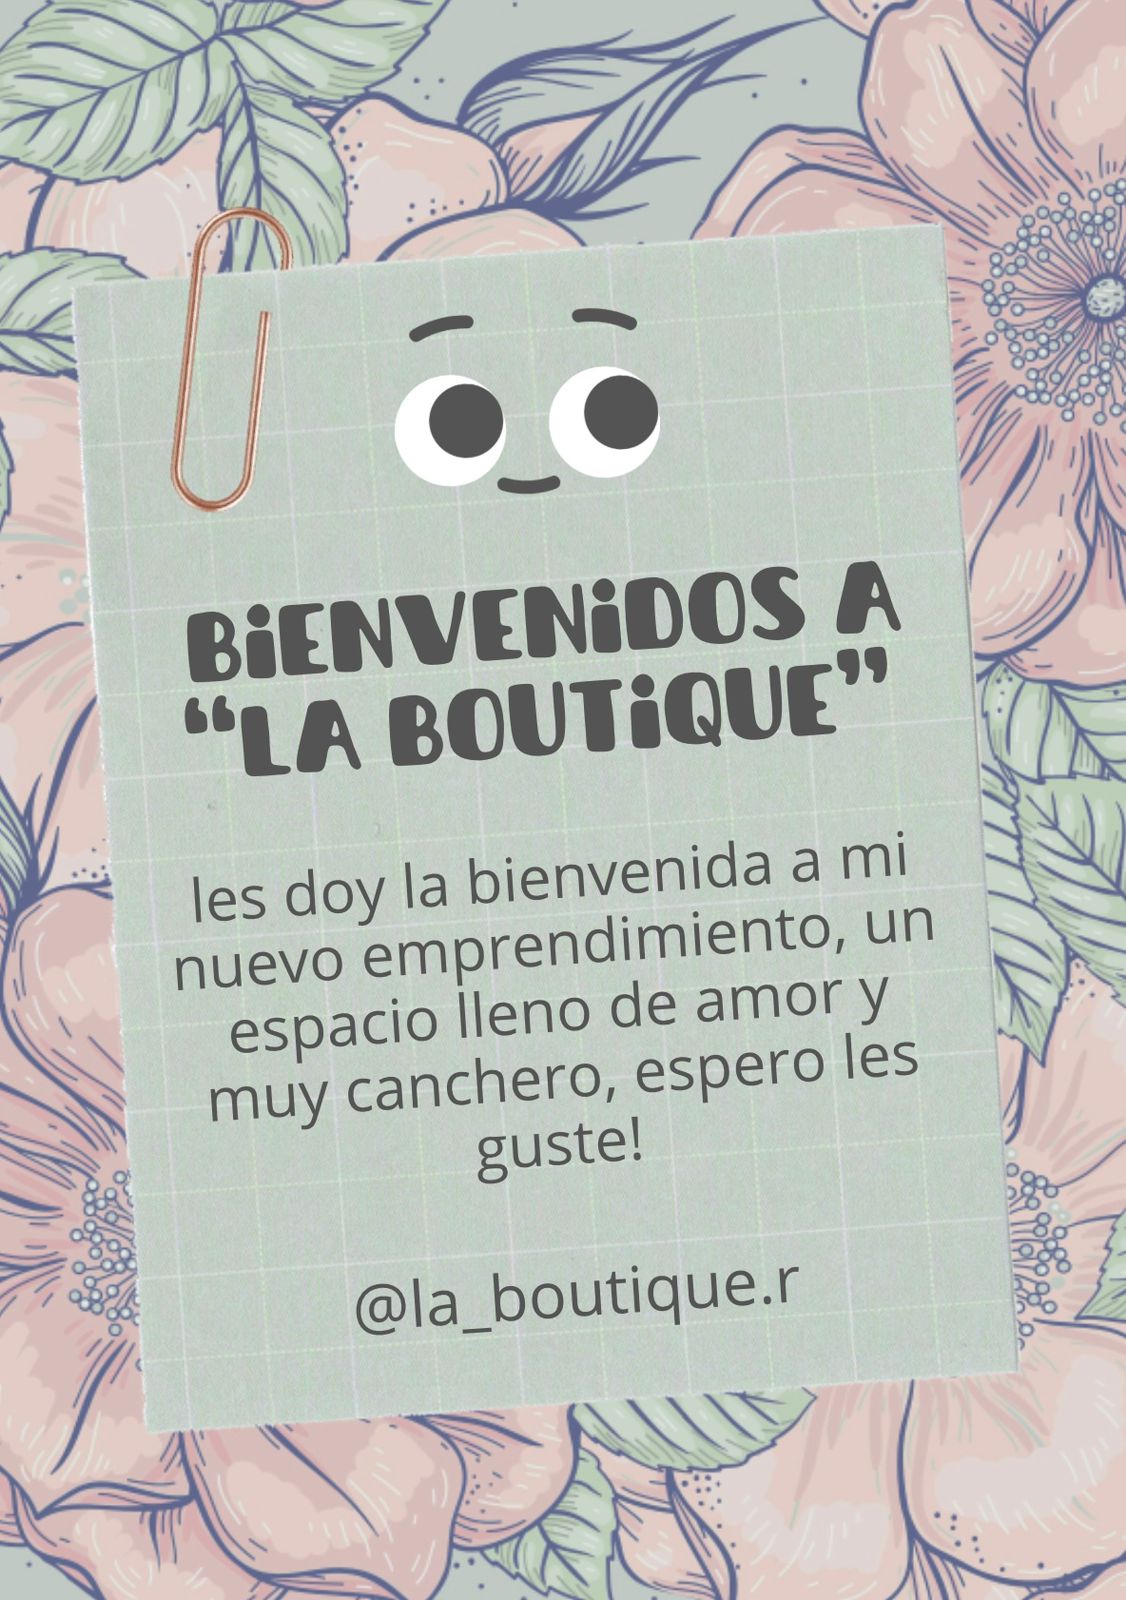 BiENVENiDOS A
“LA BOUTiQUE”
les doy la bienvenida a mi
nuevo emprendimiento, un
espacio lleno de amor y
muy canchero, espero les
guste!
@la_boutique.r